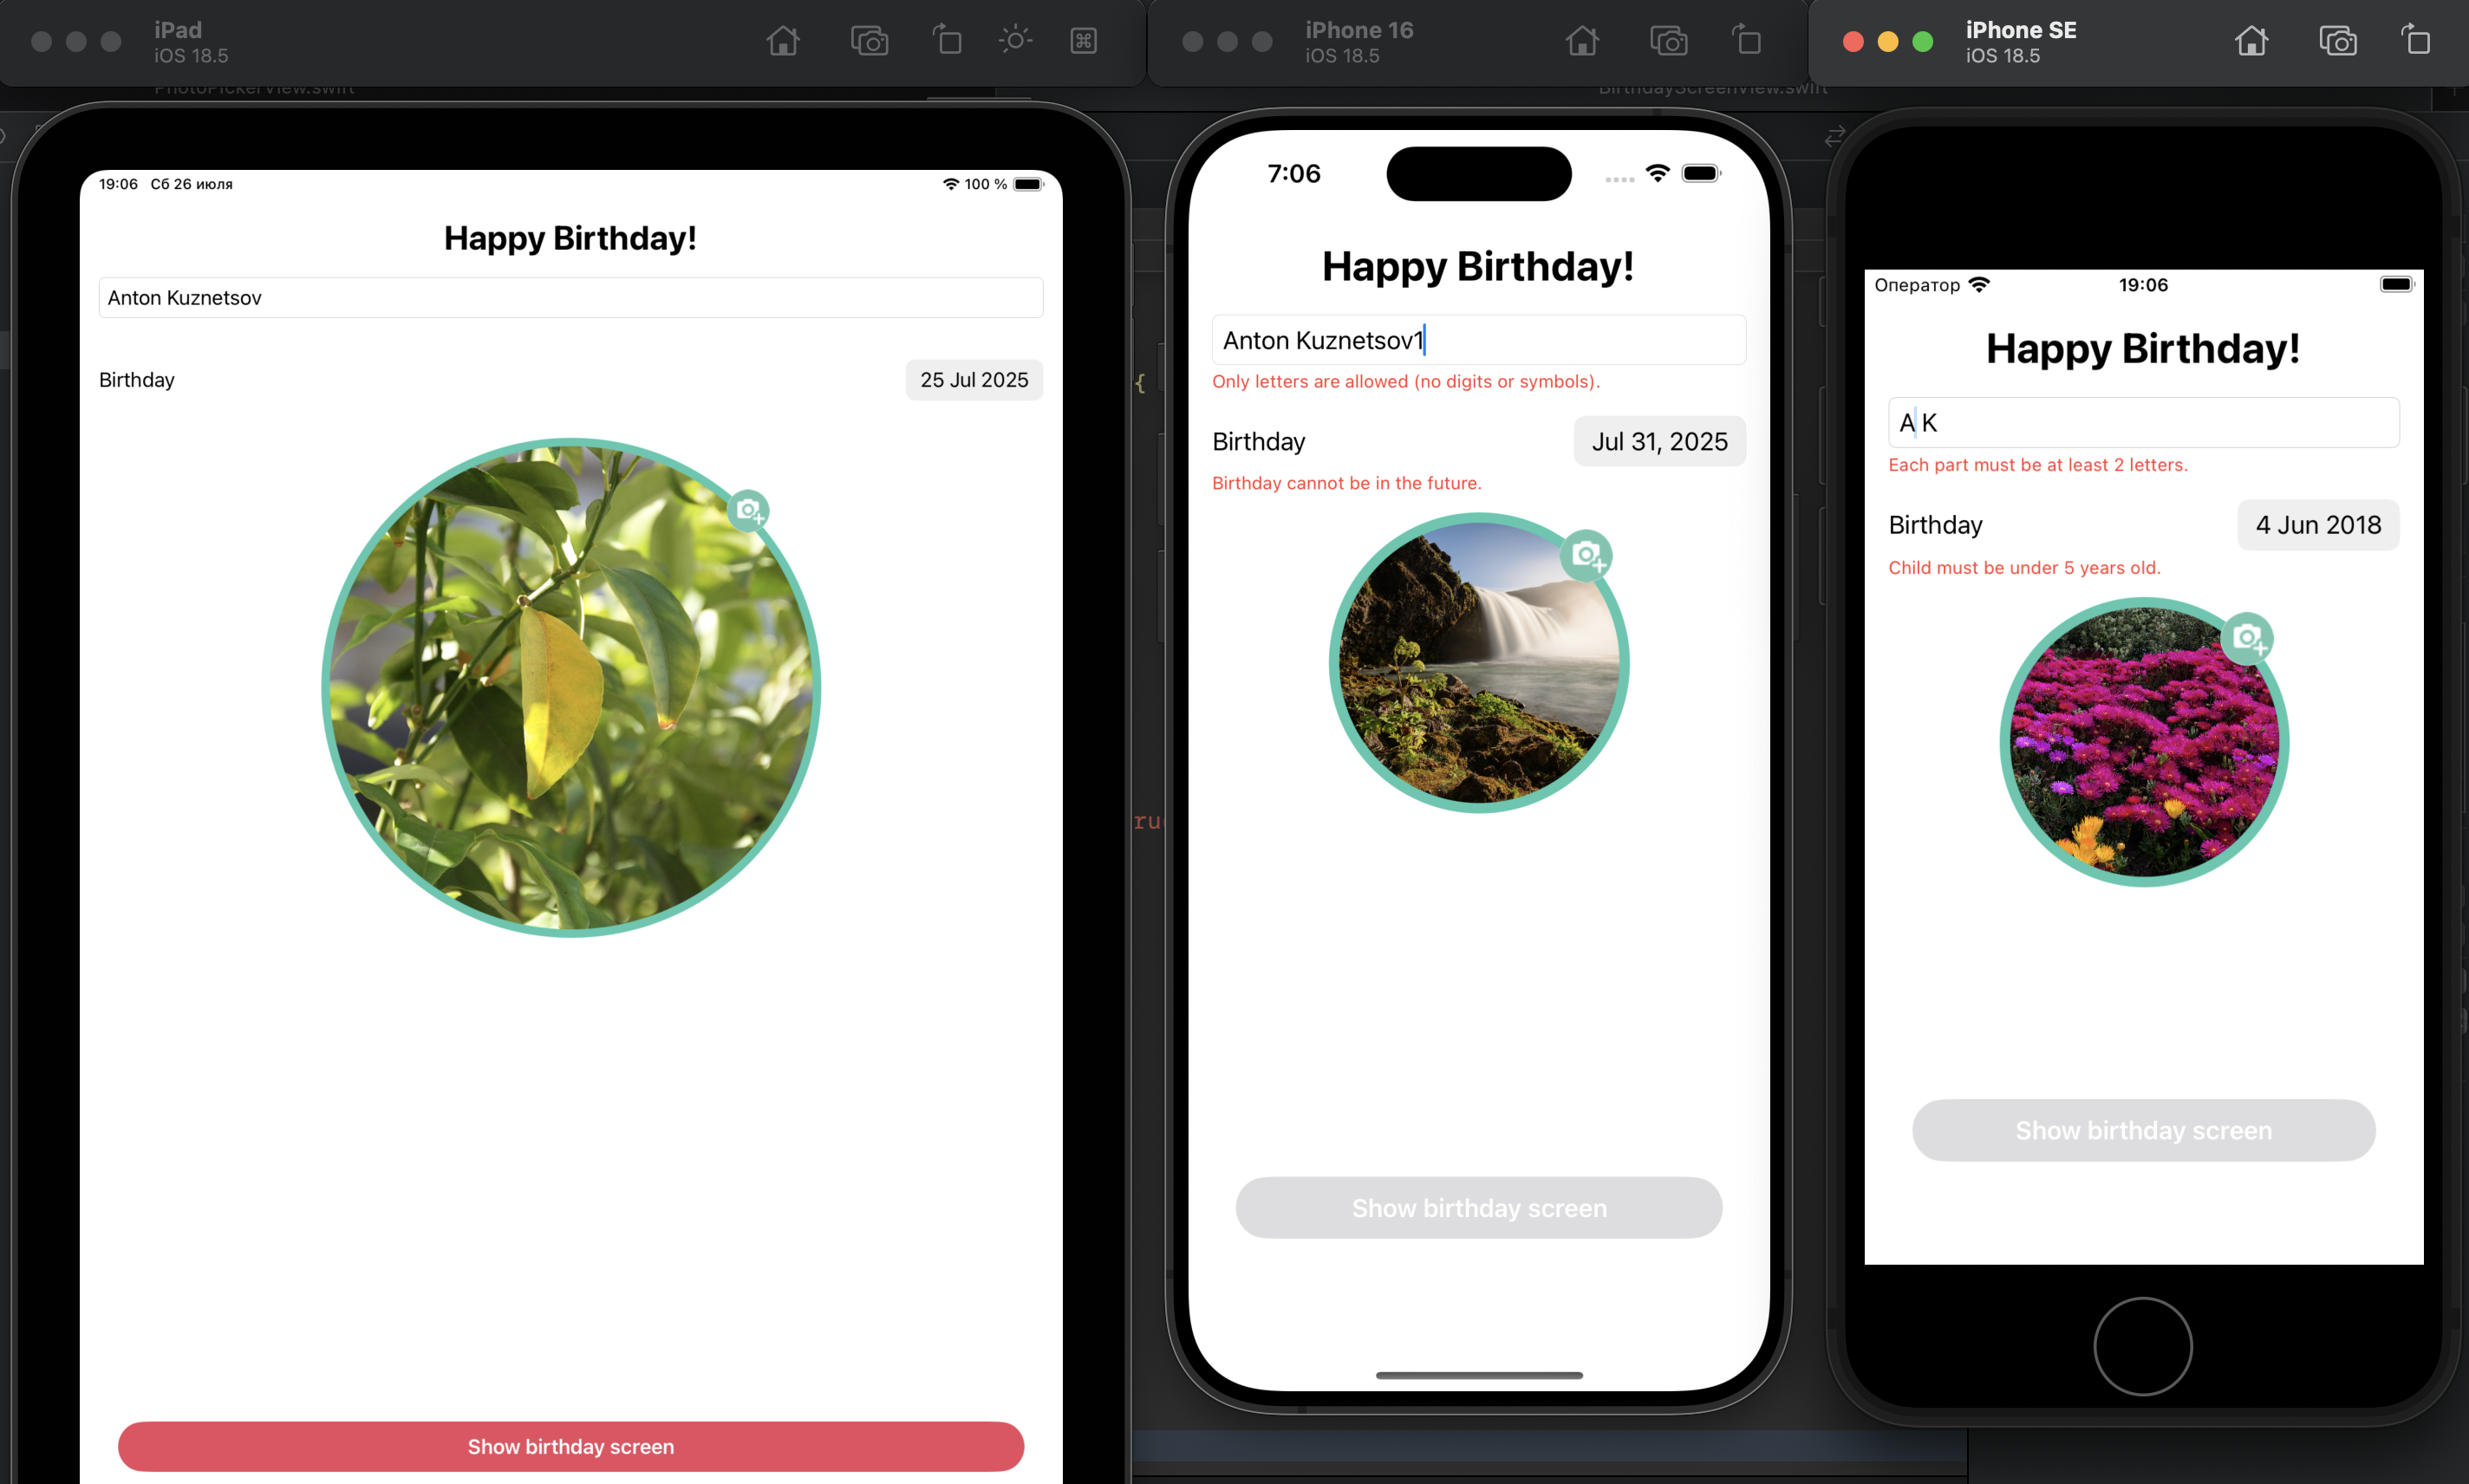 iPad
iOS 18.5
PhotoPickerView.swift
19:06 Сб 26 июля
100 %
Happy Birthday!
Anton Kuznetsov
Birthday
25 Jul 2025
Show birthday screen
iPhone 16
iOS 18.5
BirthdayScreenView.swift
{
7:06
Happy Birthday!
Anton Kuznetsov1
Only letters are allowed (no digits or symbols).
Birthday
Jul 31, 2025
Birthday cannot be in the future.
Show birthday screen
iPhone SE
iOS 18.5
Оператор
19:06
Happy Birthday!
A K
Each part must be at least 2 letters.
Birthday
4 Jun 2018
Child must be under 5 years old.
Show birthday screen